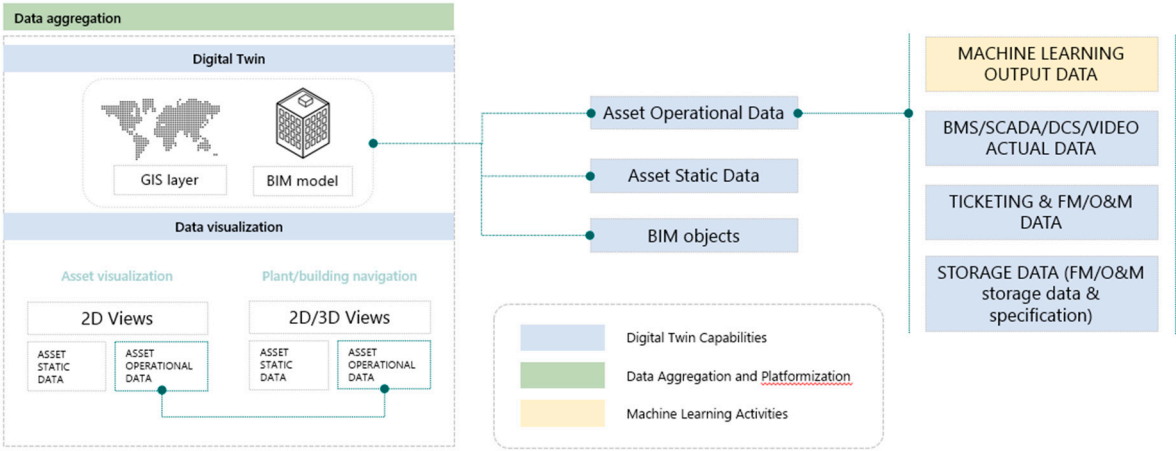 Data aggregation
Digital Twin
GIS layer
BIM model
Data visualization
Asset visualization
Plant/building navigation
2D Views
2D/3D Views
ASSET
STATIC
DATA
ASSET
OPERATIONAL
DATA
ASSET
STATIC
DATA
ASSET
OPERATIONAL
DATA
Asset Operational Data
Asset Static Data
BIM objects
MACHINE LEARNING
OUTPUT DATA
BMS/SCADA/DCS/VIDEO
ACTUAL DATA
TICKETING & FM/O&M
DATA
STORAGE DATA (FM/O&M
storage data &
specification)
Digital Twin Capabilities
Data Aggregation and Platformization
Machine Learning Activities